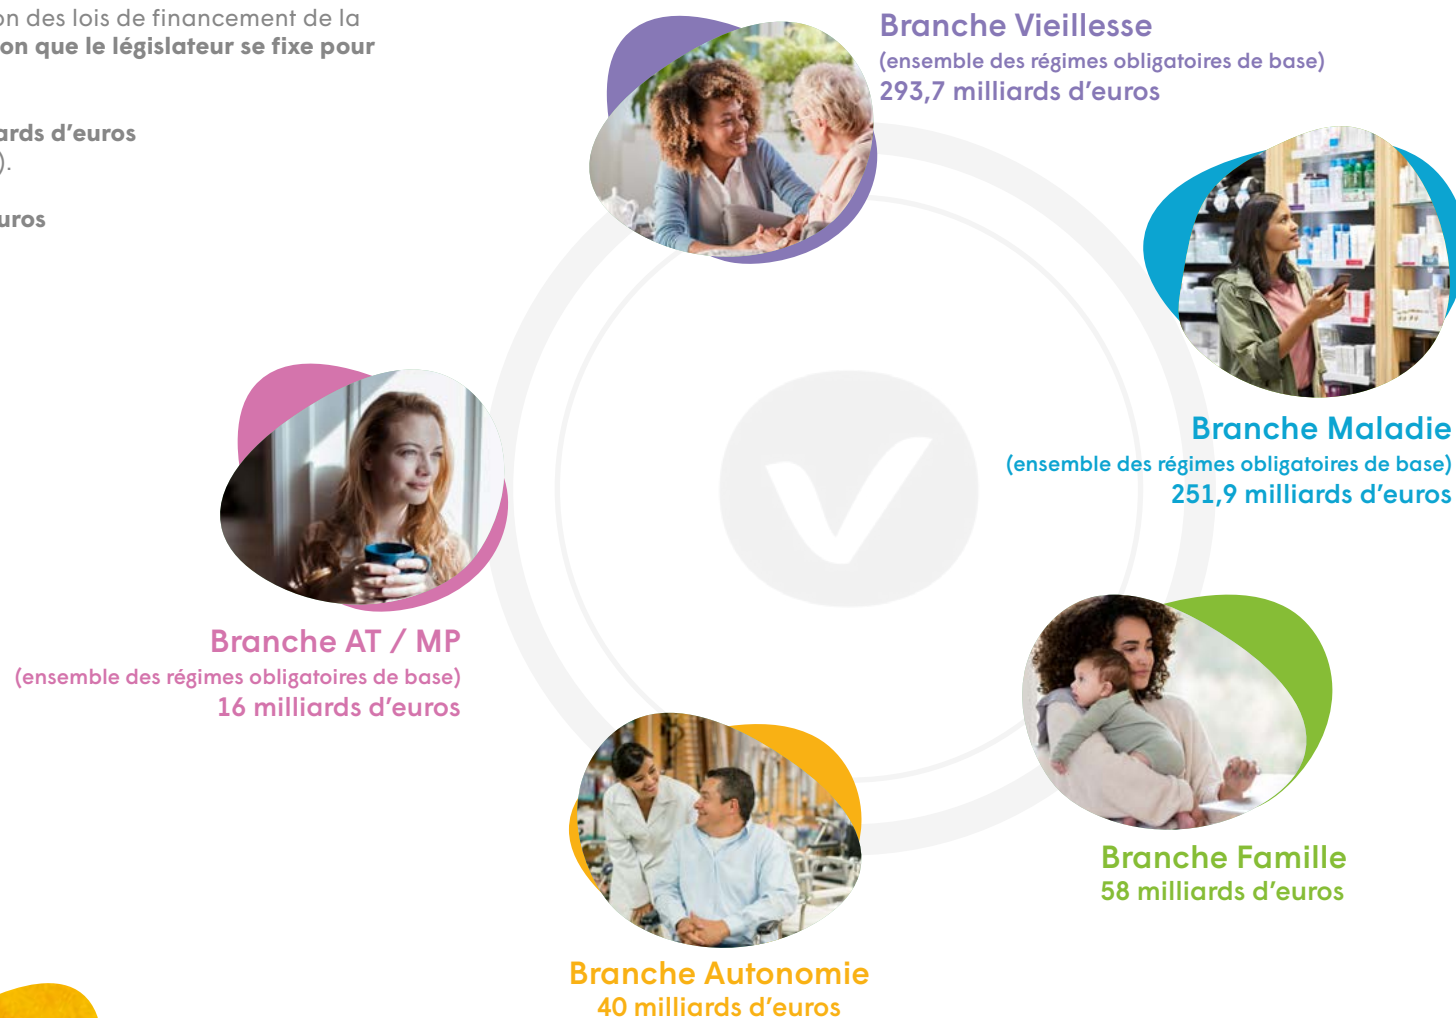 on des lois de financement de la
on que le législateur se fixe pour
ards d'euros
).
uros
Branche Vieillesse
(ensemble des régimes obligatoires de base)
293,7 milliards d'euros
Branche Maladie
(ensemble des régimes obligatoires de base)
251,9 milliards d'euros
Branche AT / MP
(ensemble des régimes obligatoires de base)
16 milliards d'euros
Branche Famille
58 milliards d'euros
Branche Autonomie
40 milliards d'euros